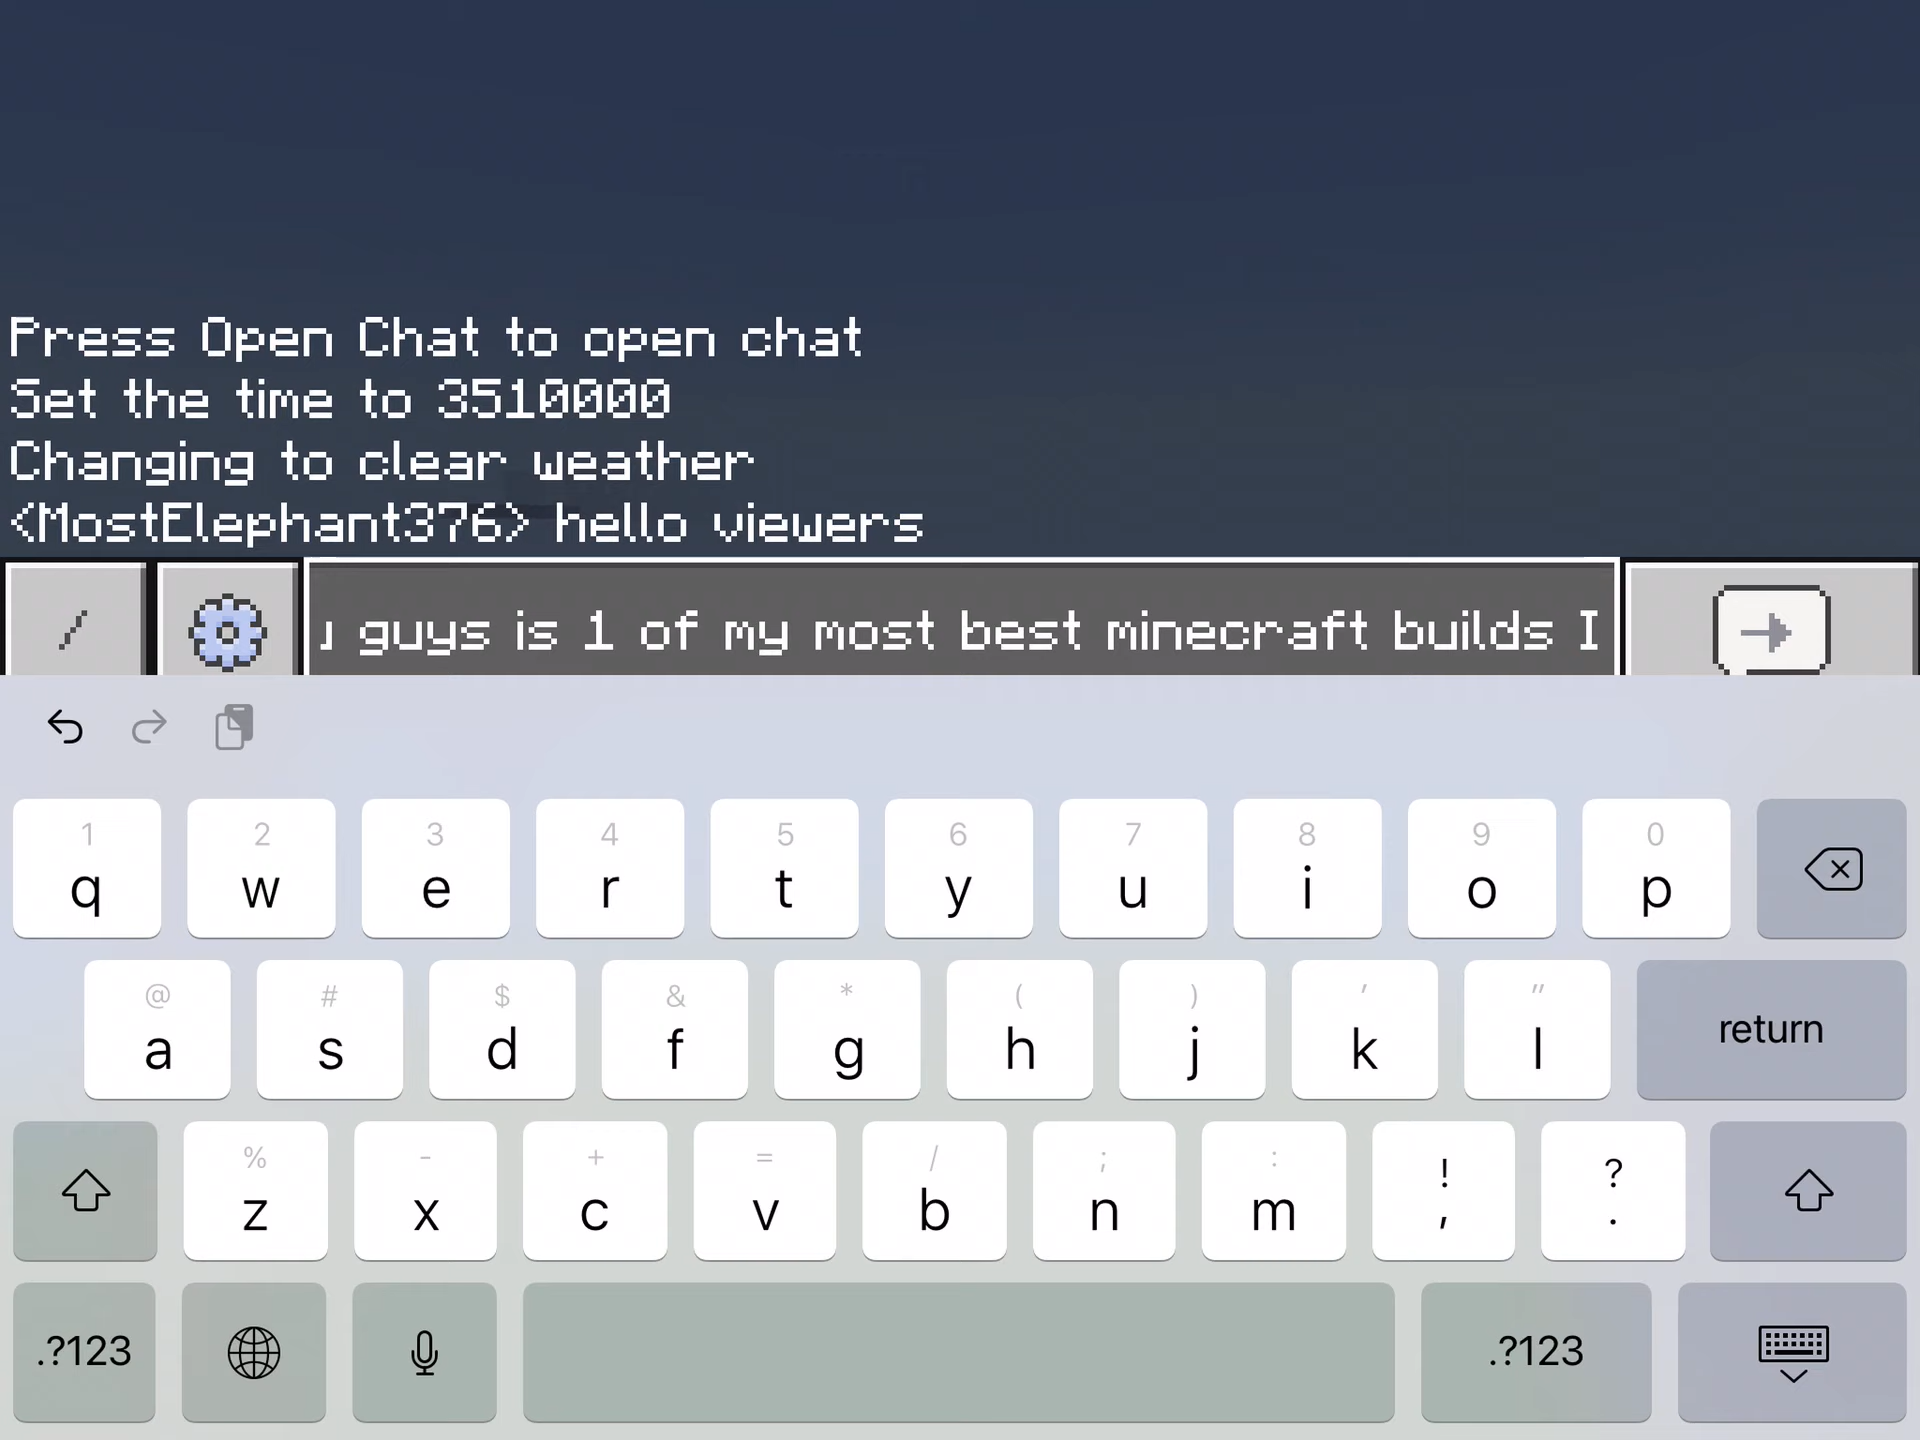 Press Open Chat to open chat
Set the time to 3510000
Changing to clear weather
<MostElephant376> hello viewers
/ guys is 1 of my most best minecraft builds I
1 2 3 4 5 6 7 8 9 0
q w e r t y u i o p
@ # $ & * ( ) ' "
a s d f g h j k l return
% - + = / ; : ! ?
z x c v b n m , .
.?123 .?123